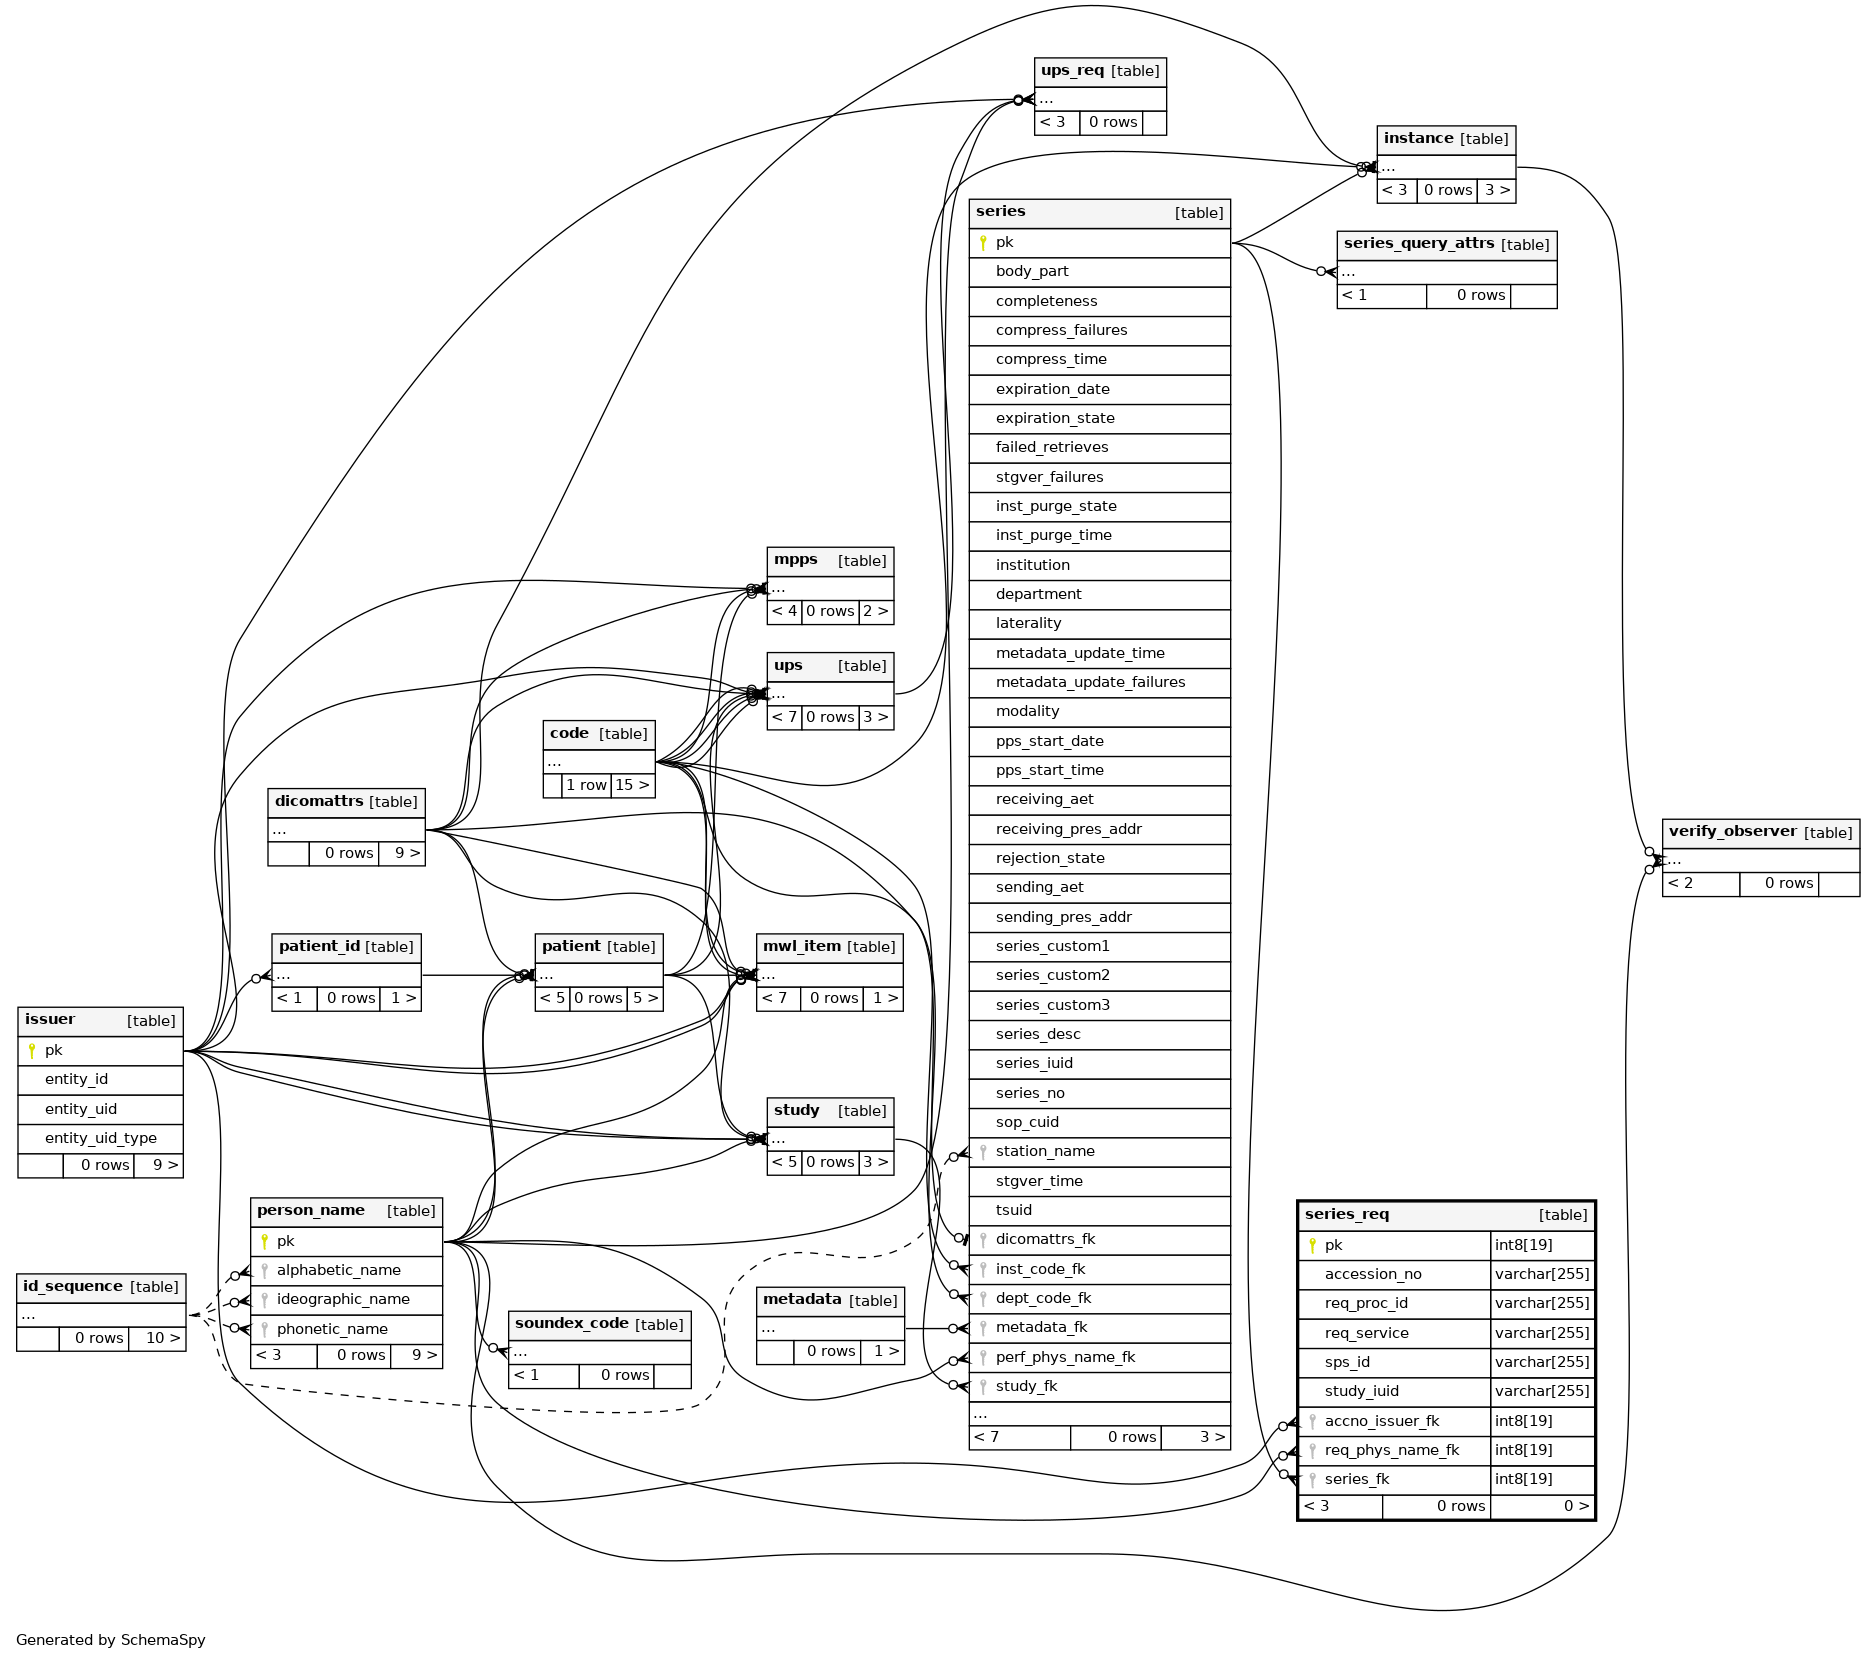 ups_req [table]
...
< 3 0 rows
instance [table]
...
< 3 0 rows 3 >
series [table]
pk
body_part
completeness
compress_failures
compress_time
expiration_date
expiration_state
failed_retrieves
stgver_failures
inst_purge_state
inst_purge_time
institution
department
laterality
metadata_update_time
metadata_update_failures
modality
pps_start_date
pps_start_time
receiving_aet
receiving_pres_addr
rejection_state
sending_aet
sending_pres_addr
series_custom1
series_custom2
series_custom3
series_desc
series_iuid
series_no
sop_cuid
station_name
stgver_time
tsuid
dicomattrs_fk
inst_code_fk
dept_code_fk
metadata_fk
perf_phys_name_fk
study_fk
...
< 7 0 rows 3 >
series_query_attrs [table]
...
< 1 0 rows
mpps [table]
...
< 4 0 rows 2 >
ups [table]
...
< 7 0 rows 3 >
code [table]
...
1 row 15 >
dicomattrs [table]
...
0 rows 9 >
verify_observer [table]
...
< 2 0 rows
patient_id [table]
...
< 1 0 rows 1 >
patient [table]
...
< 5 0 rows 5 >
mwl_item [table]
...
< 7 0 rows 1 >
issuer [table]
pk
entity_id
entity_uid
entity_uid_type
0 rows 9 >
study [table]
...
< 5 0 rows 3 >
person_name [table]
pk
alphabetic_name
ideographic_name
phonetic_name
< 3 0 rows 9 >
id_sequence [table]
...
0 rows 10 >
soundex_code [table]
...
< 1 0 rows
metadata [table]
...
0 rows 1 >
series_req [table]
pk int8[19]
accession_no varchar[255]
req_proc_id varchar[255]
req_service varchar[255]
sps_id varchar[255]
study_iuid varchar[255]
accno_issuer_fk int8[19]
req_phys_name_fk int8[19]
series_fk int8[19]
< 3 0 rows 0 >
Generated by SchemaSpy